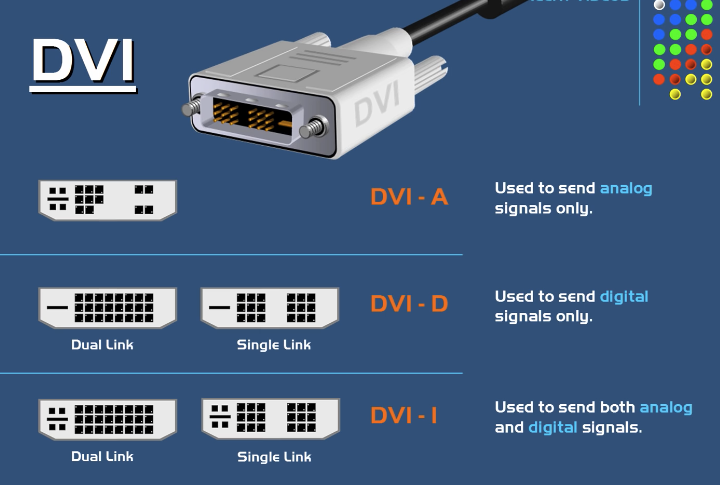 DVI
DVI
DVI - A
Used to send analog
signals only.
DVI - D
Used to send digital
signals only.
Dual Link
Single Link
DVI - I
Used to send both analog
and digital signals.
Dual Link
Single Link